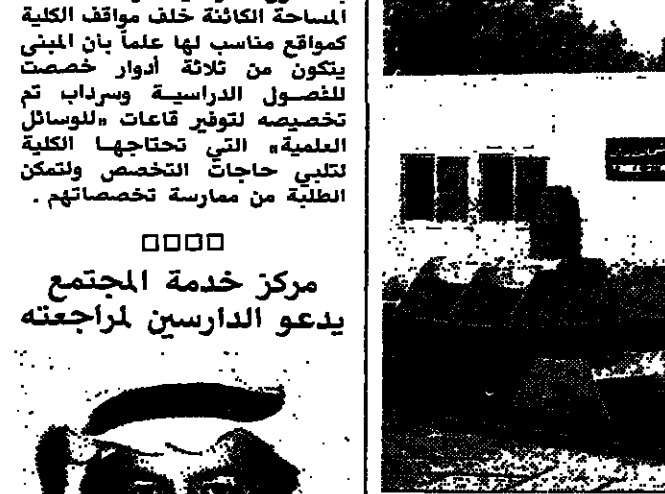 المساحة الكائنة خلف مواقف الكلية
كمواقع مناسب لها علماً بأن المبنى
يتكون من ثلاثة أدوار خصصت
للفصول الدراسية وسرداب تم
تخصيصه لتوفير قاعات «للوسائل
العلمية» التي تحتاجها الكلية
لتلبي حاجات التخصص ولتمكن
الطلبة من ممارسة تخصصاتهم .
مركز خدمة المجتمع
يدعو الدارسين لمراجعته